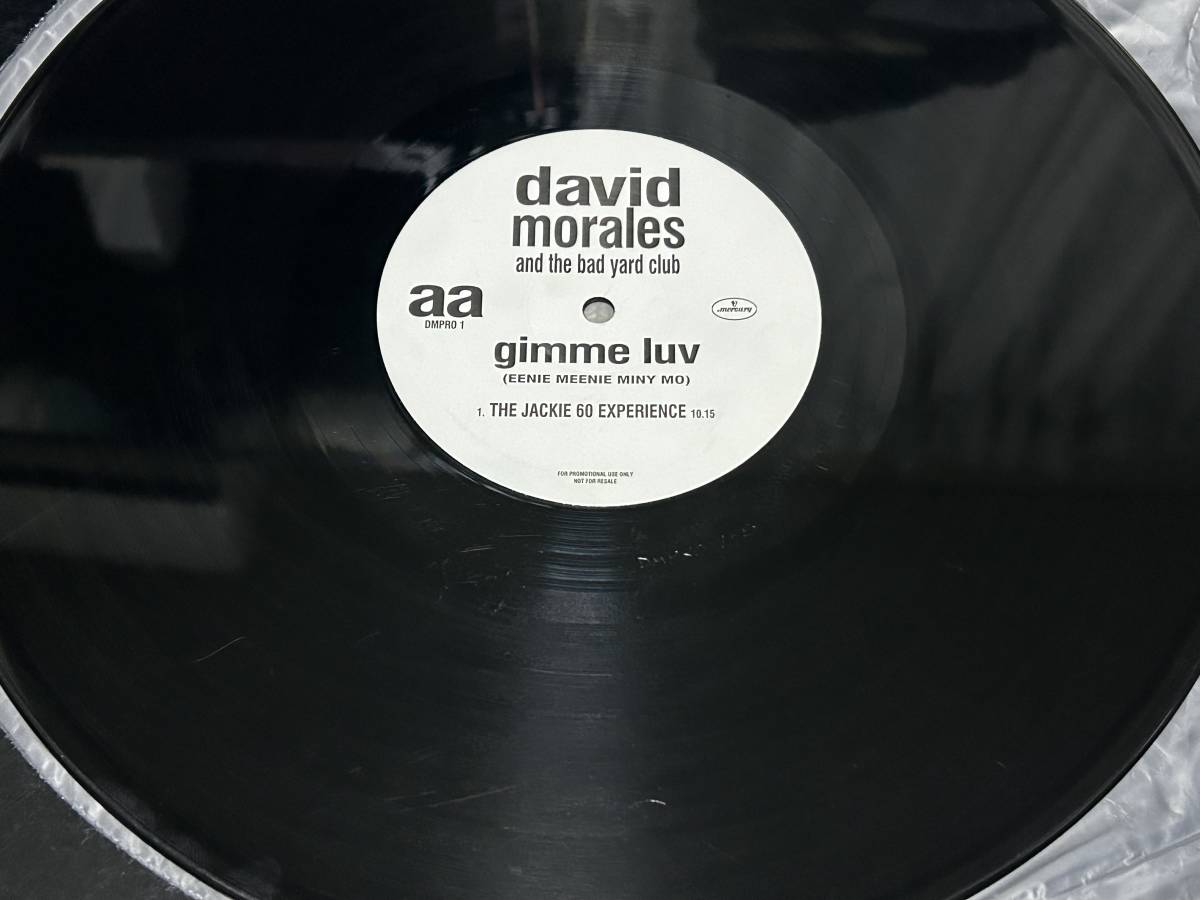 david
morales
and the bad yard club
aa
DMPRO 1
mercury
gimme luv
(EENIE MEENIE MINY MO)
1. THE JACKIE 60 EXPERIENCE 10.15
FOR PROMOTIONAL USE ONLY
NOT FOR RESALE